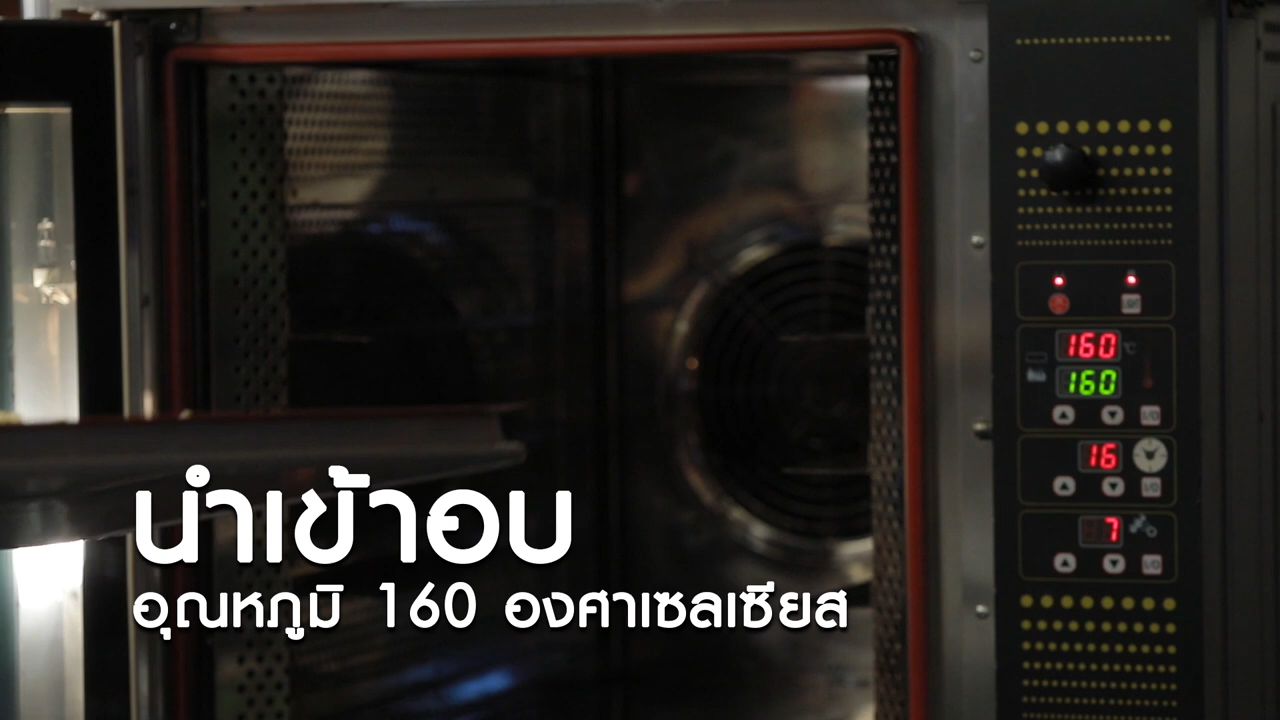 160 °C
160
16
7
นำเข้าอบ
อุณหภูมิ 160 องศาเซลเซียส